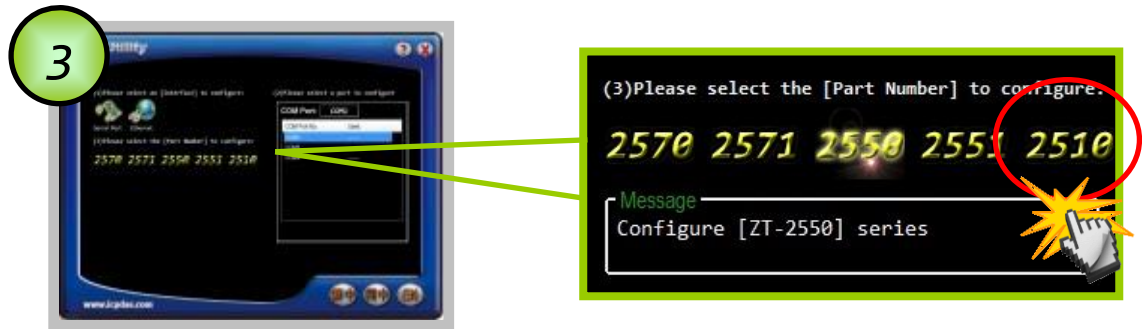 3
Utility
(1)Please select an [Interface] to configure:
(2)Please select a port to configure
COM Port
Serial Port Ethernet
(3)Please select the [Part Number] to configure:
2570 2571 2550 2551 2510
www.icpdas.com
(3)Please select the [Part Number] to configure:
2570 2571 2550 2551 2510
Message
Configure [ZT-2550] series